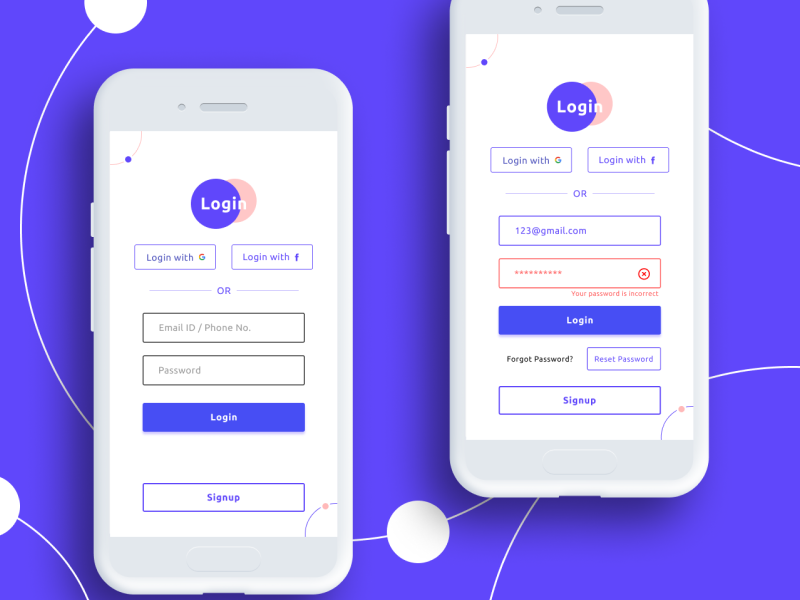 Login
Login with G
Login with f
OR
Email ID / Phone No.
Password
Login
Signup
Login
Login with G
Login with f
OR
123@gmail.com
**********
Your password is incorrect
Login
Forgot Password?
Reset Password
Signup